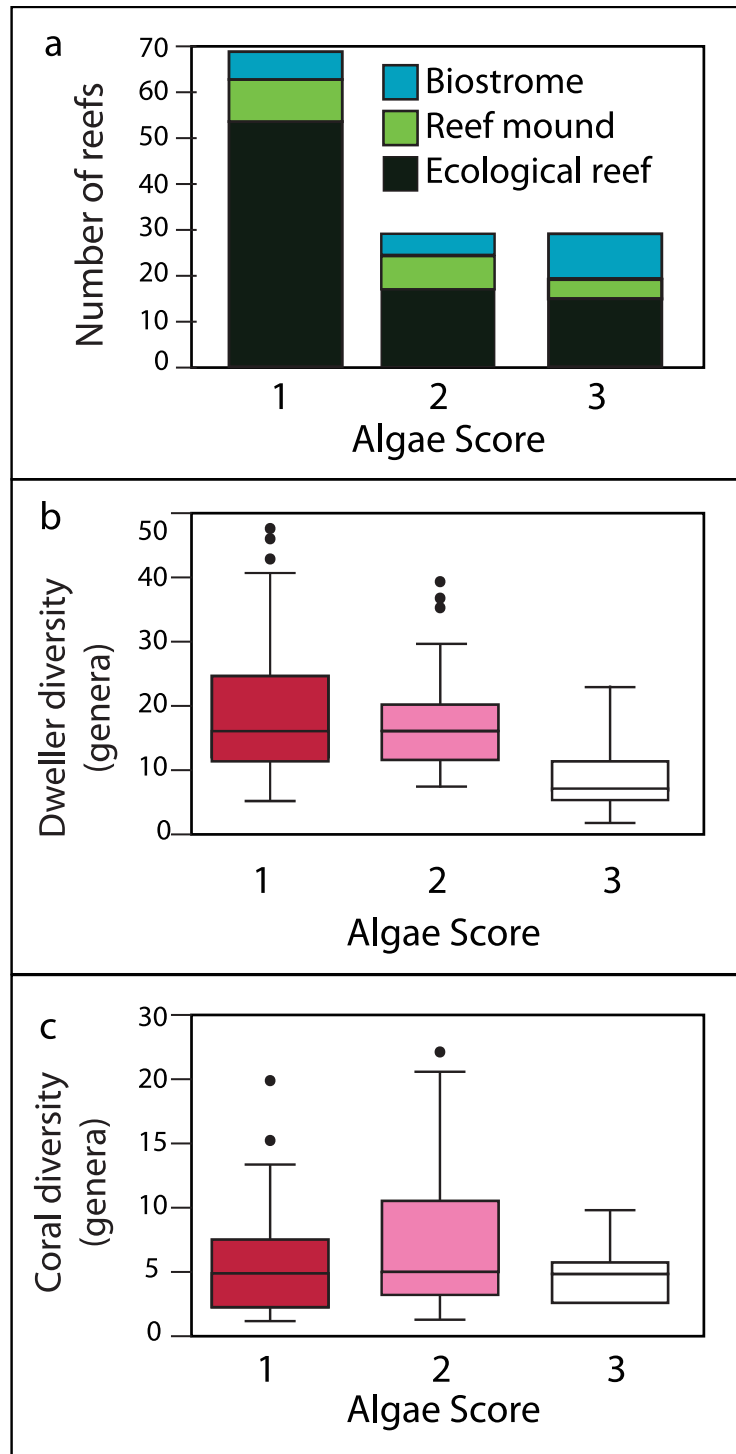 a
Number of reefs
70
60
50
40
30
20
10
0
Biostrome
Reef mound
Ecological reef
1 2 3
Algae Score
b
Dweller diversity
(genera)
50
40
30
20
10
0
1 2 3
Algae Score
c
Coral diversity
(genera)
30
20
15
10
5
0
1 2 3
Algae Score